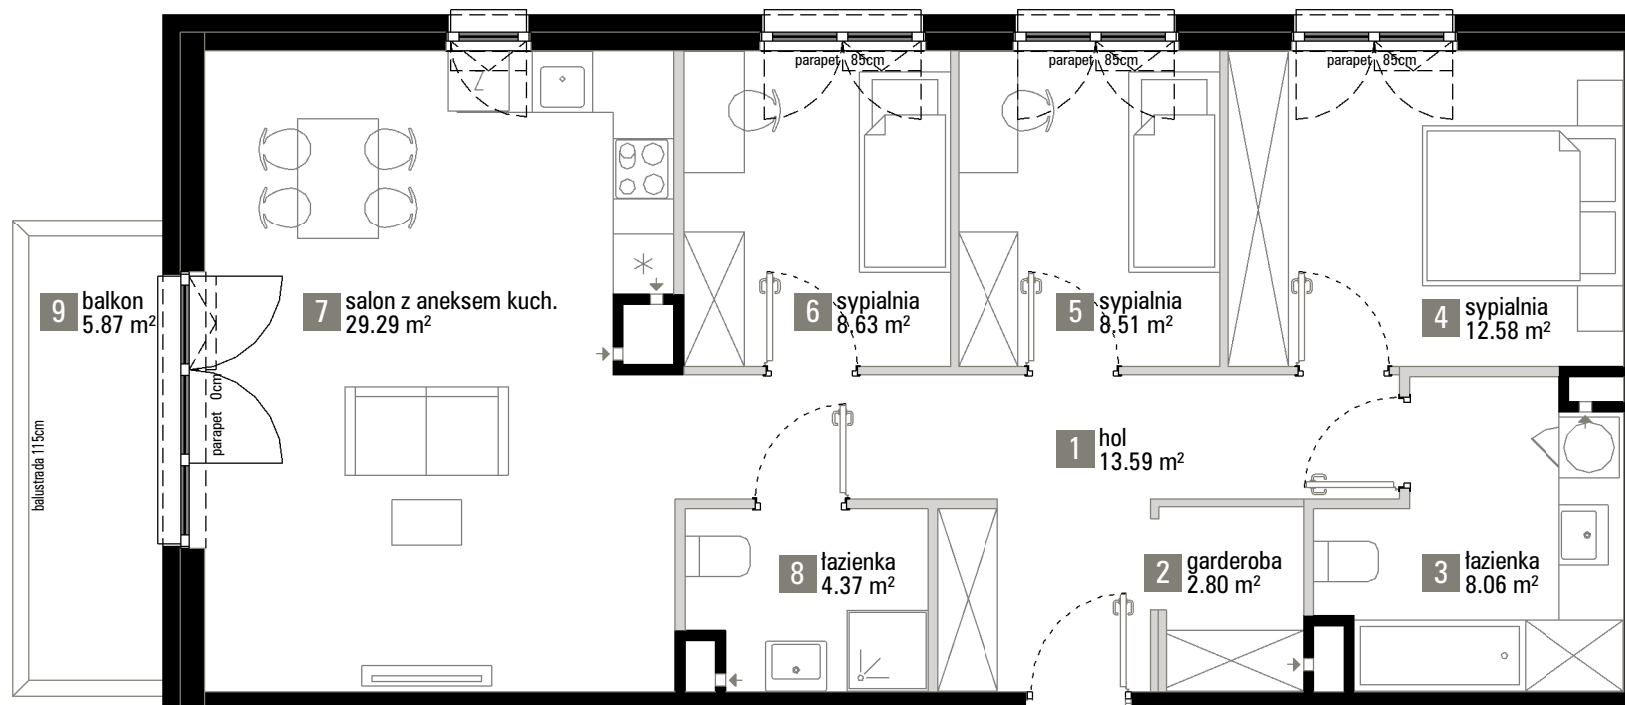 parapet 85cm
parapet 85cm
parapet 85cm
9 balkon
5.87 m²
7 salon z aneksem kuch.
29.29 m²
6 sypialnia
8.63 m²
5 sypialnia
8.51 m²
4 sypialnia
12.58 m²
parapet 0cm
balustrada 115cm
1 hol
13.59 m²
8 łazienka
4.37 m²
2 garderoba
2.80 m²
3 łazienka
8.06 m²